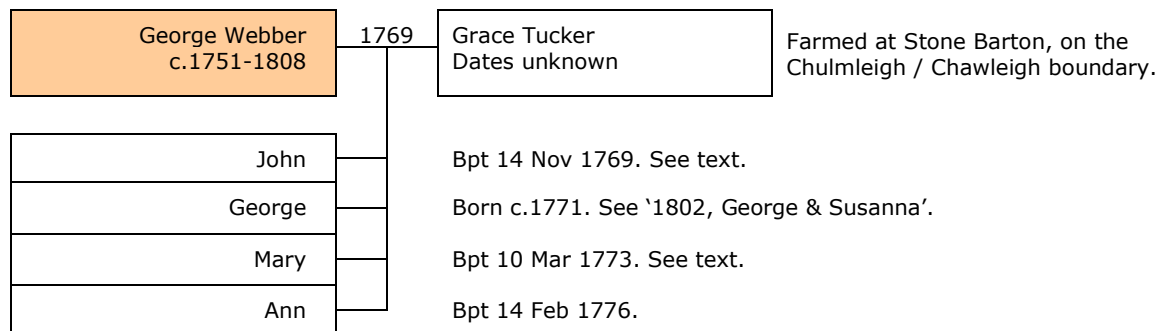 George Webber
c.1751-1808
1769
Grace Tucker
Dates unknown
Farmed at Stone Barton, on the
Chulmleigh / Chawleigh boundary.
John
Bpt 14 Nov 1769. See text.
George
Born c.1771. See ‘1802, George & Susanna’.
Mary
Bpt 10 Mar 1773. See text.
Ann
Bpt 14 Feb 1776.